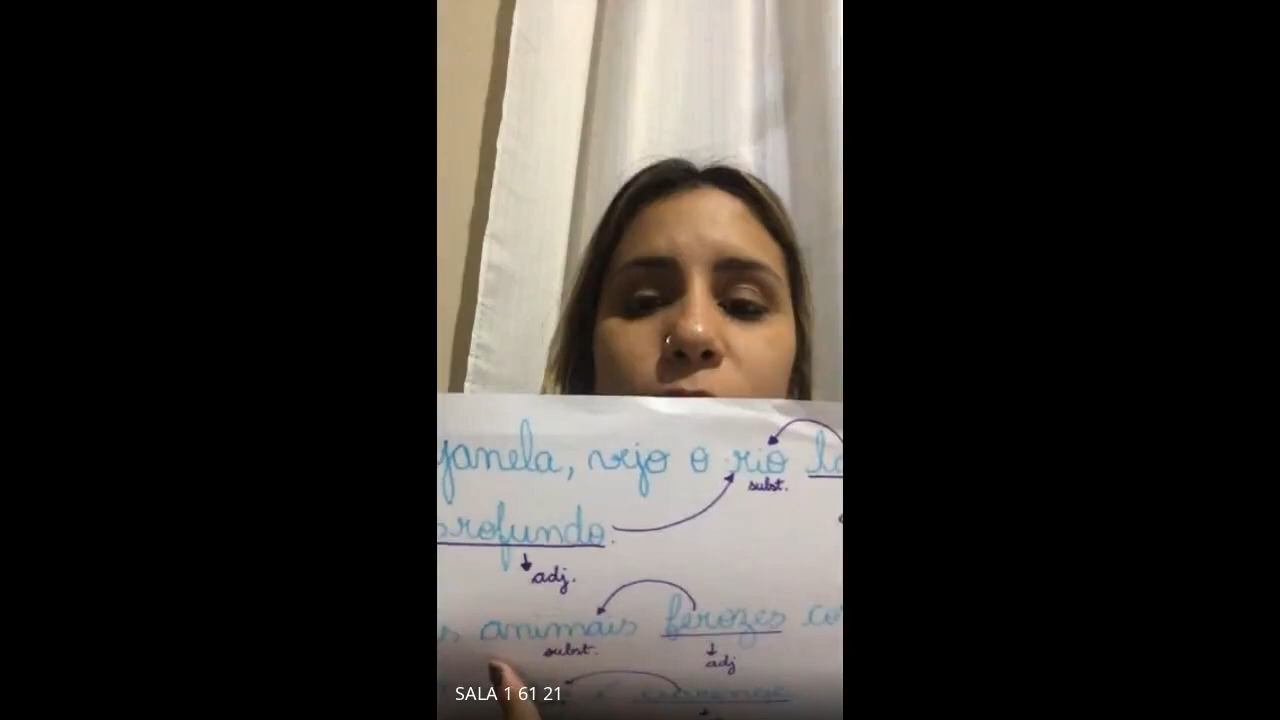 janela, vejo o rio
subst.
profundo.
adj.
animais ferozes
subst.
adj
SALA 1 61 21